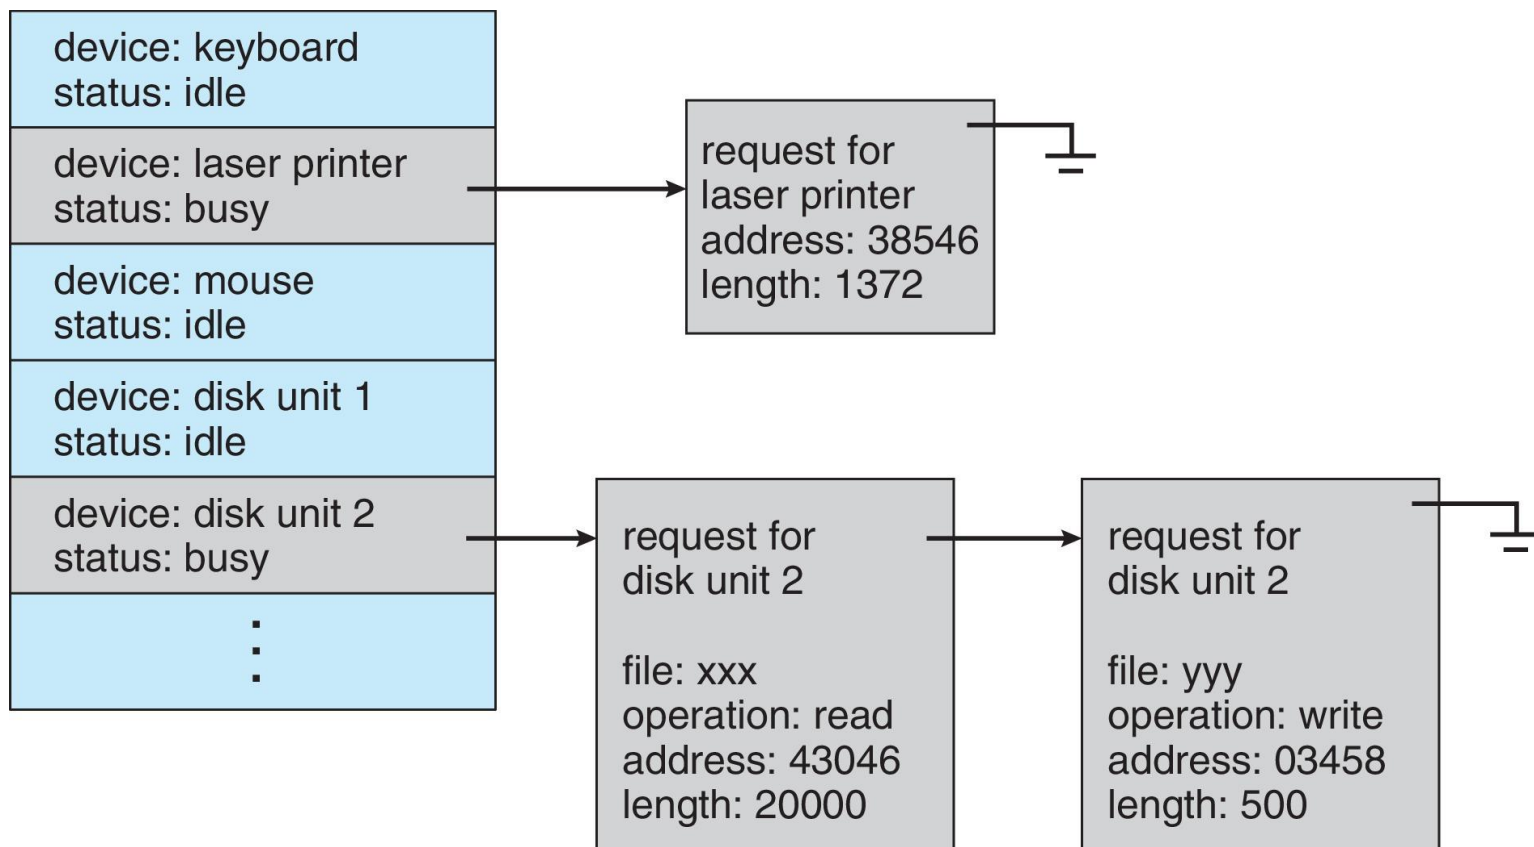 device: keyboard
status: idle
device: laser printer
status: busy
device: mouse
status: idle
device: disk unit 1
status: idle
device: disk unit 2
status: busy
request for
laser printer
address: 38546
length: 1372
request for
disk unit 2
file: xxx
operation: read
address: 43046
length: 20000
request for
disk unit 2
file: yyy
operation: write
address: 03458
length: 500